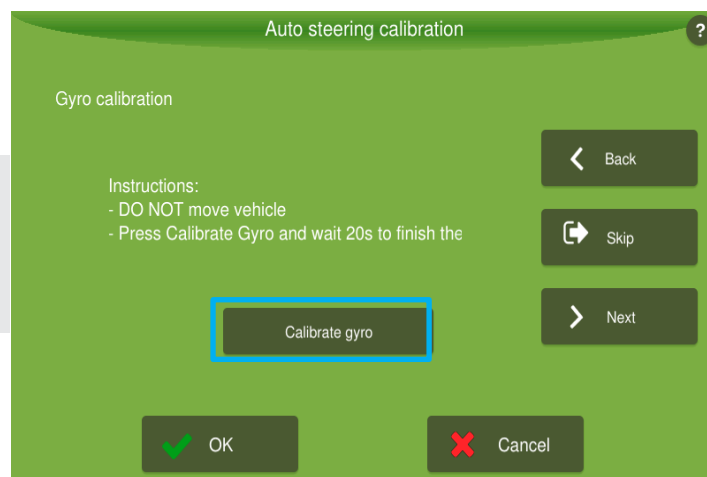 Auto steering calibration
?
Gyro calibration
Back
Instructions:
- DO NOT move vehicle
- Press Calibrate Gyro and wait 20s to finish the
Skip
Next
Calibrate gyro
OK
Cancel